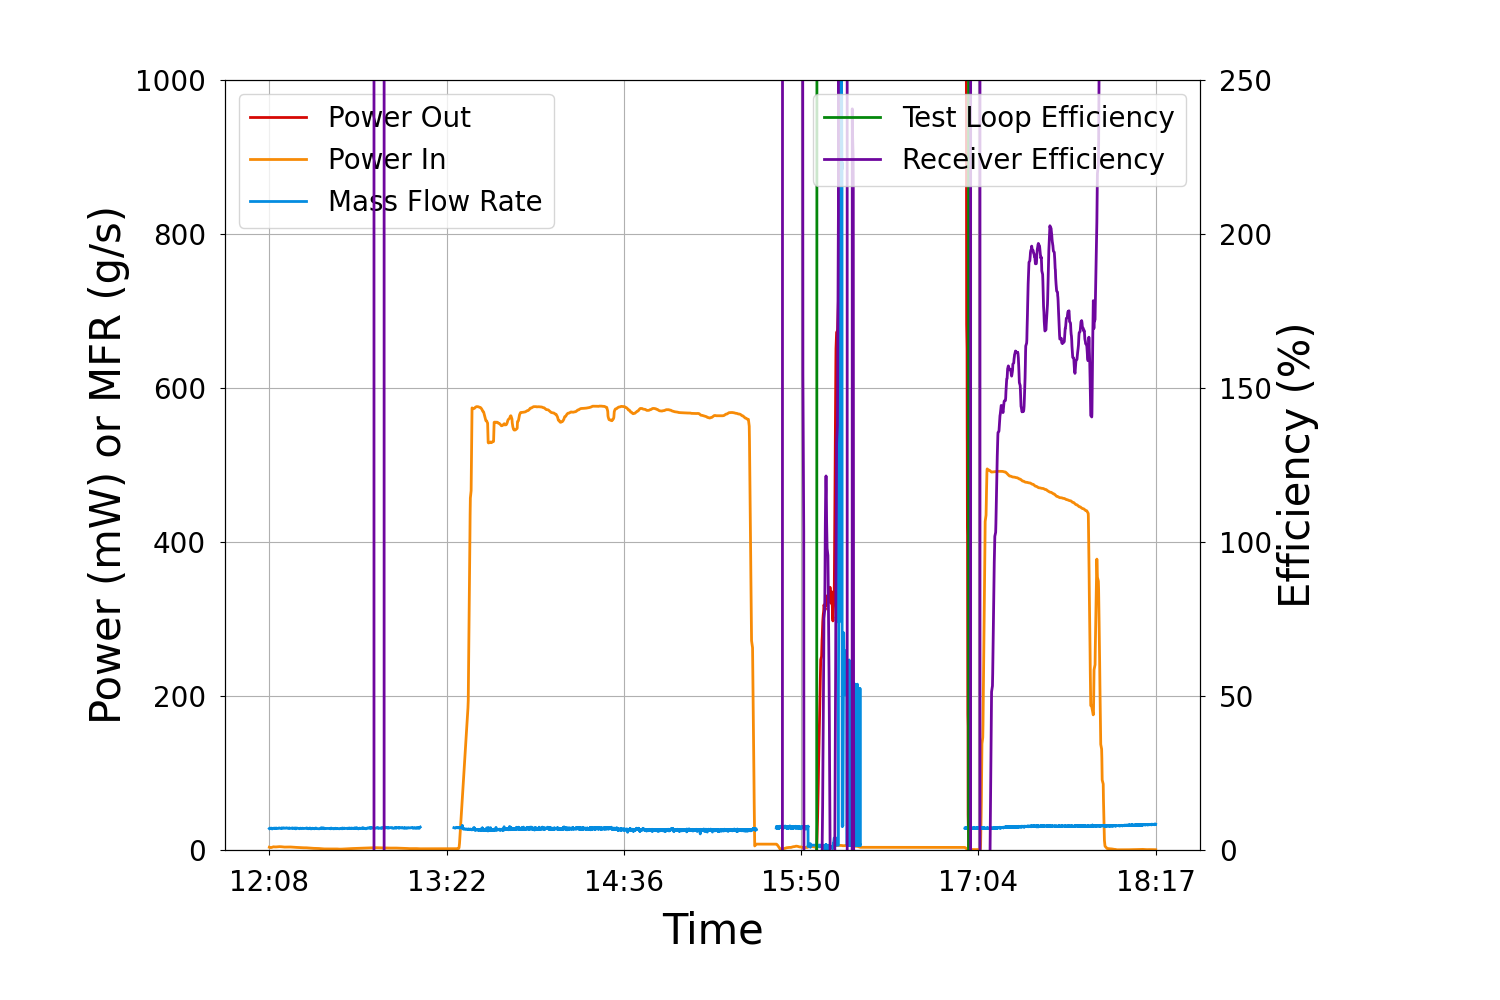 Power Out
Power In
Mass Flow Rate
Test Loop Efficiency
Receiver Efficiency
1000
800
600
400
200
0
250
200
150
100
50
0
12:08 13:22 14:36 15:50 17:04 18:17
Time
Power (mW) or MFR (g/s)
Efficiency (%)